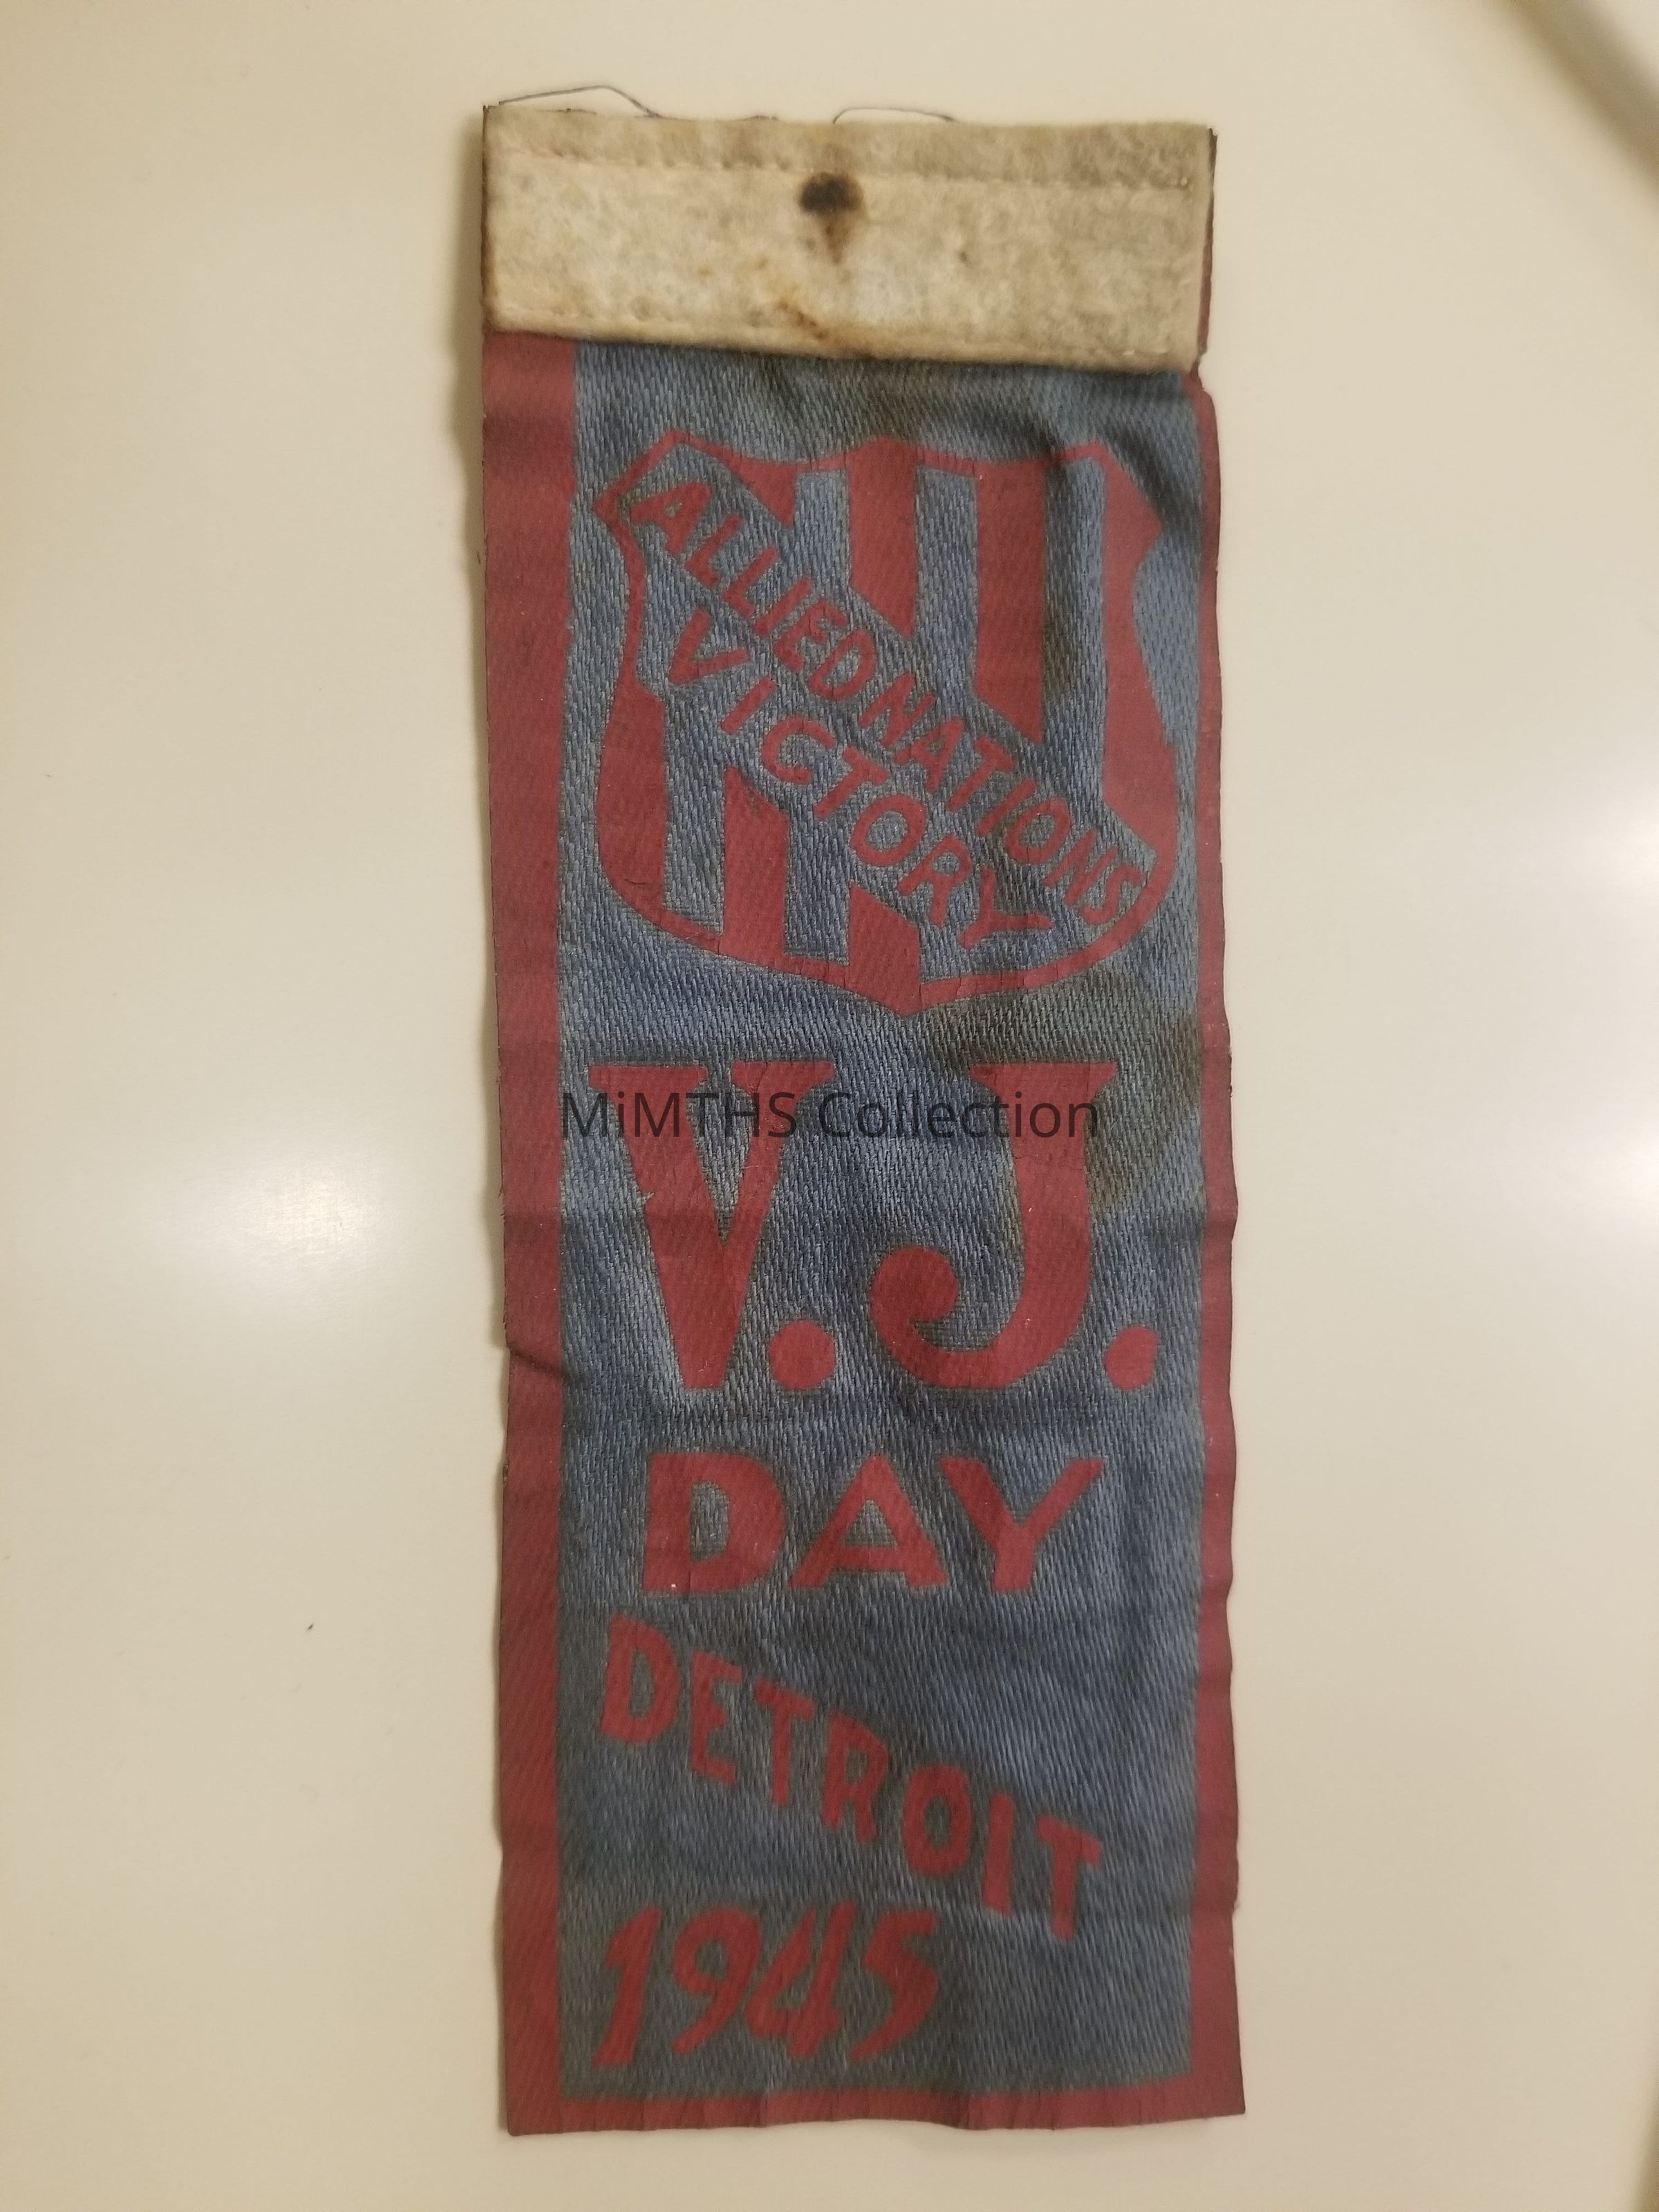 ALLIED NATIONS
VICTORY
V.J.
MiMTHS Collection
DAY
DETROIT
1945